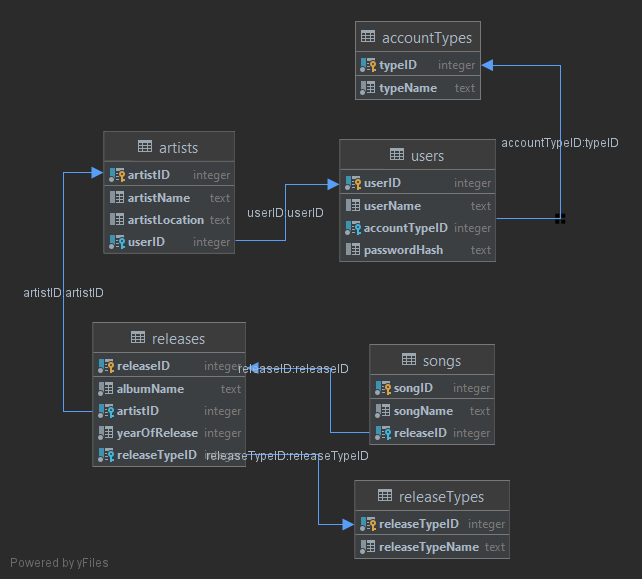 accountTypes
typeID integer
typeName text
accountTypeID:typeID
artists
artistID integer
artistName text
artistLocation text
userID integer
users
userID integer
userName text
accountTypeID integer
passwordHash text
userID:userID
artistID:artistID
releases
releaseID integer
albumName text
artistID integer
yearOfRelease integer
releaseTypeID integer
releaseID:releaseID
songs
songID integer
songName text
releaseID integer
releaseTypeID:releaseTypeID
releaseTypes
releaseTypeID integer
releaseTypeName text
Powered by yFiles